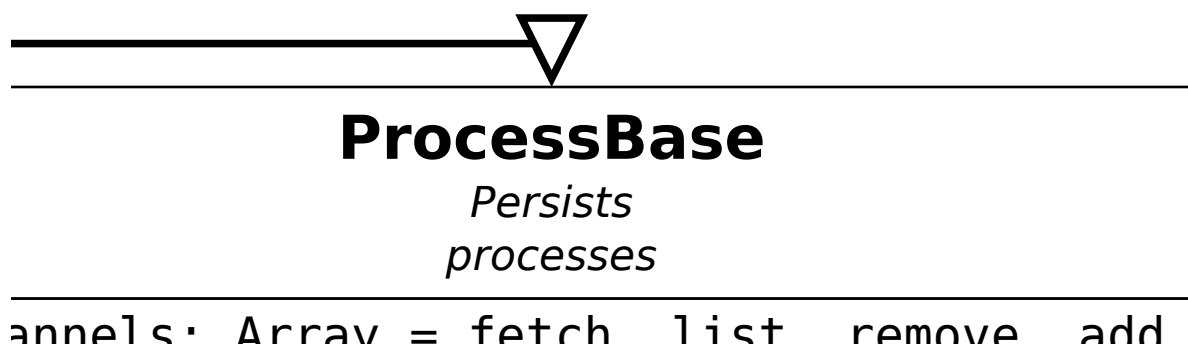 ProcessBase
Persists
processes
annels: Array = fetch list remove add